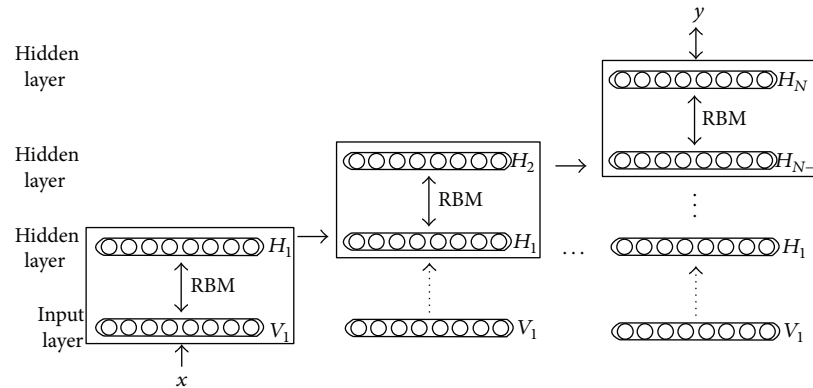 y
Hidden
layer
H_N
RBM
Hidden
layer
H_2
H_{N-
RBM
⋮
Hidden
layer
H_1
H_1
...
H_1
RBM
Input
layer
V_1
V_1
V_1
x